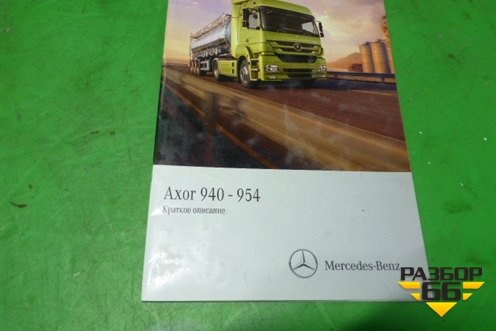 Axor 940 - 954
Краткое описание
Mercedes-Benz
РАЗБОР
66